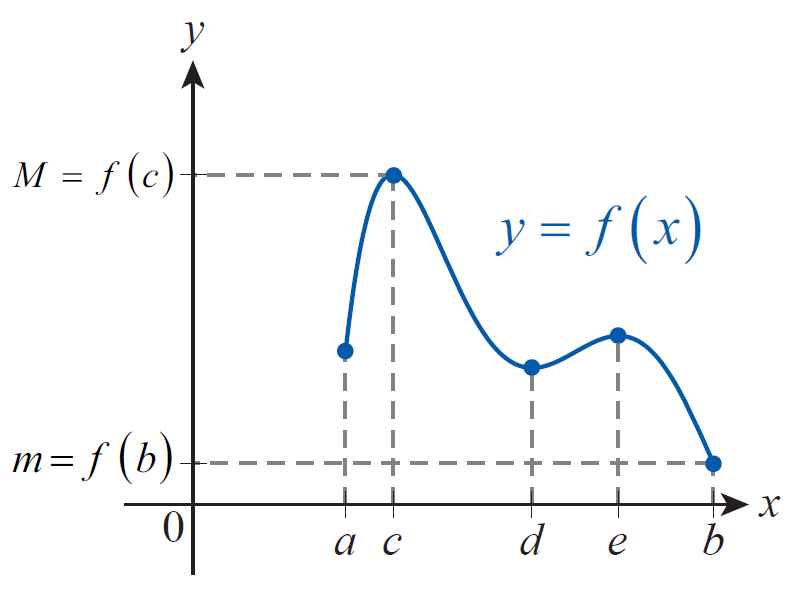 y
M = f(c)
y = f(x)
m = f(b)
0
a c d e b x